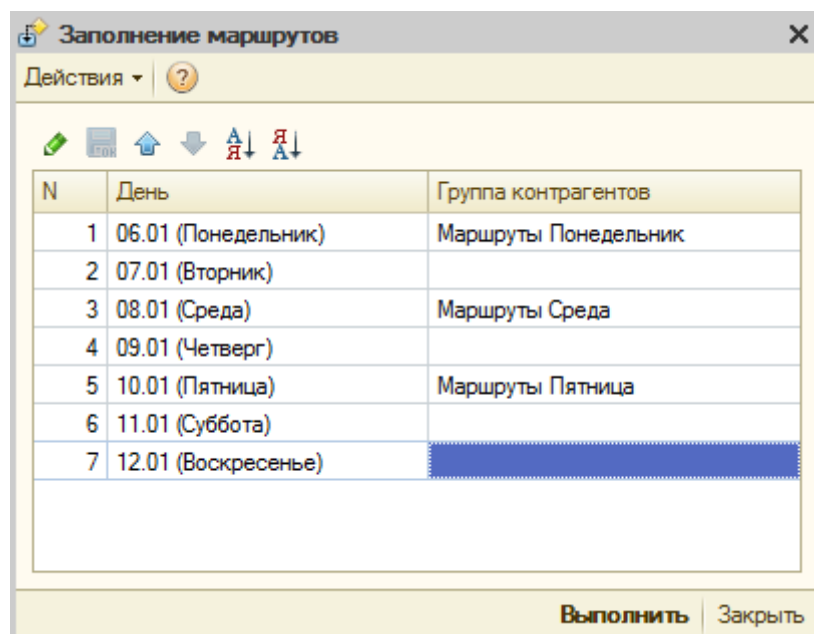 Заполнение маршрутов
Действия
?
N День Группа контрагентов
1 06.01 (Понедельник) Маршруты Понедельник
2 07.01 (Вторник)
3 08.01 (Среда) Маршруты Среда
4 09.01 (Четверг)
5 10.01 (Пятница) Маршруты Пятница
6 11.01 (Суббота)
7 12.01 (Воскресенье)
Выполнить Закрыть